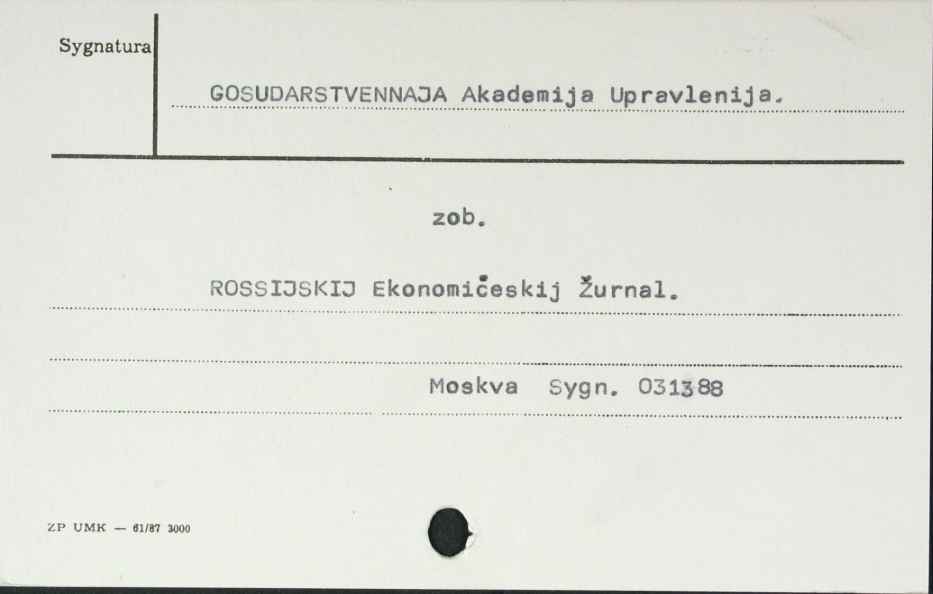 Sygnatura
GOSUDARSTVENNAJA Akademija Upravlenija.
zob.
ROSSIJSKIJ Ekonomičeskij Žurnal.
Moskva Sygn. 031388
ZP UMK — 61/87 3000